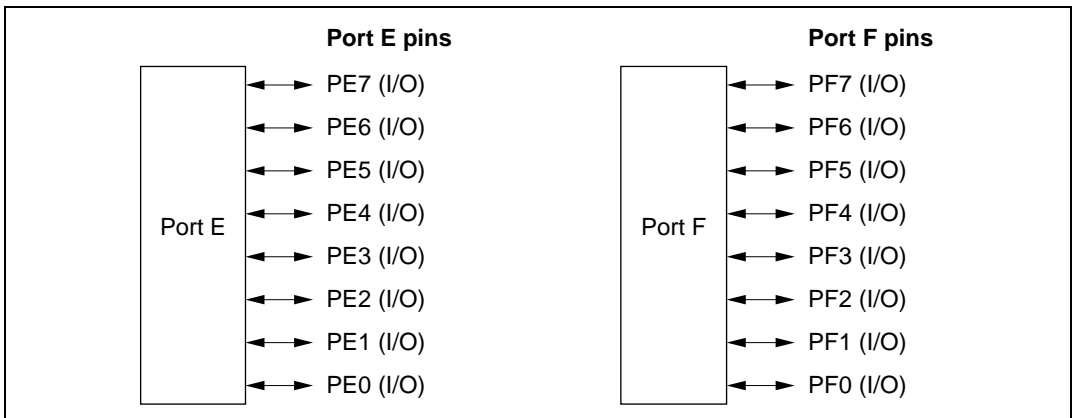 Port E pins
PE7 (I/O)
PE6 (I/O)
PE5 (I/O)
PE4 (I/O)
Port E
PE3 (I/O)
PE2 (I/O)
PE1 (I/O)
PE0 (I/O)
Port F pins
PF7 (I/O)
PF6 (I/O)
PF5 (I/O)
PF4 (I/O)
Port F
PF3 (I/O)
PF2 (I/O)
PF1 (I/O)
PF0 (I/O)